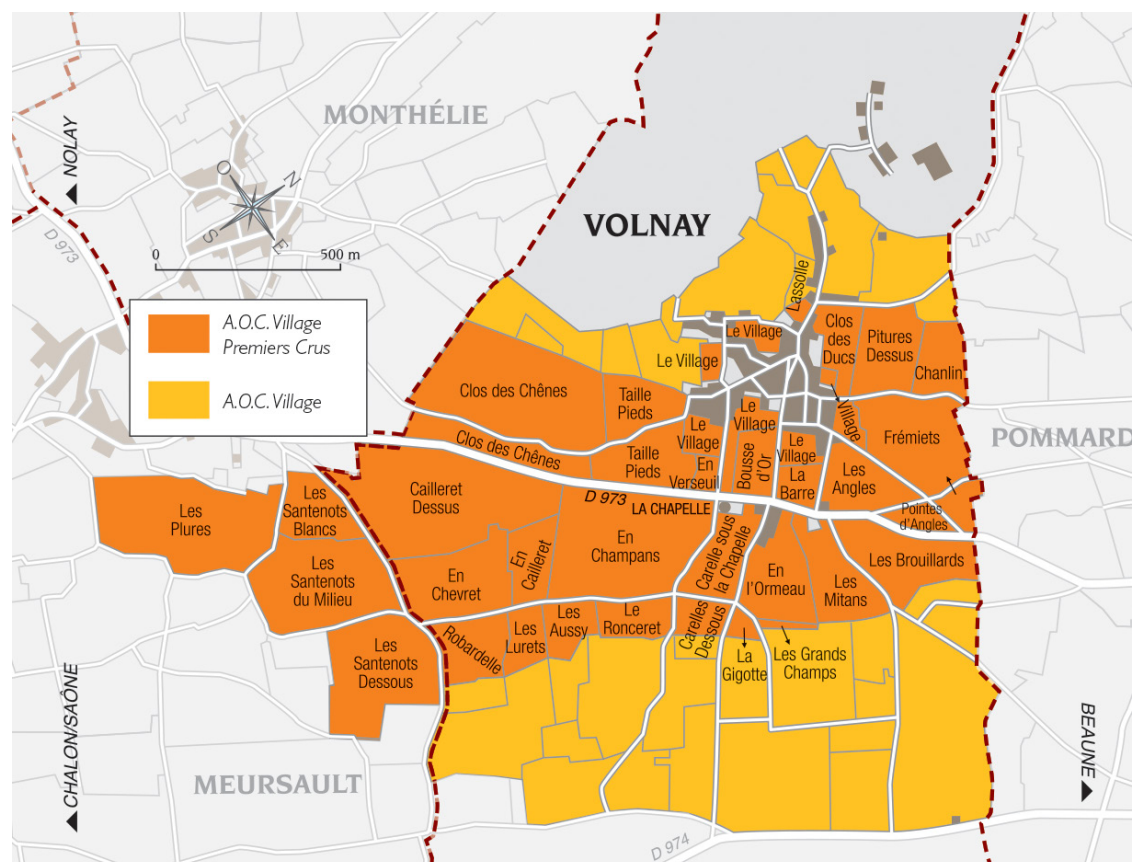 MONTHÉLIE
NOLAY
O
N
S
E
D 973
0
500 m
VOLNAY
A.O.C. Village
Premiers Crus
A.O.C. Village
Lassolle
Le Village
Le Village
Clos
des
Ducs
Pitures
Dessus
Chanlin
Clos des Chênes
Taille
Pieds
Le
Village
Village
Frémiets
POMMARD
Clos des Chênes
Taille
Pieds
Le
Village
En
Verseuil
Bousse
d'Or
Le
Village
La
Barre
Les
Angles
Pointes
d'Angles
D 973
LA CHAPELLE
Les
Plures
Les
Santenots
Blancs
Cailleret
Dessus
En
Cailleret
En
Champans
Carelle sous
la Chapelle
En
l'Ormeau
Les
Mitans
Les Brouillards
Les
Santenots
du Milieu
En
Chevret
Robardelle
Les
Lurets
Les
Aussy
Le
Ronceret
Carelles
Dessous
La
Gigotte
Les Grands
Champs
Les
Santenots
Dessous
CHALON/SAÔNE
MEURSAULT
BEAUNE
D 974